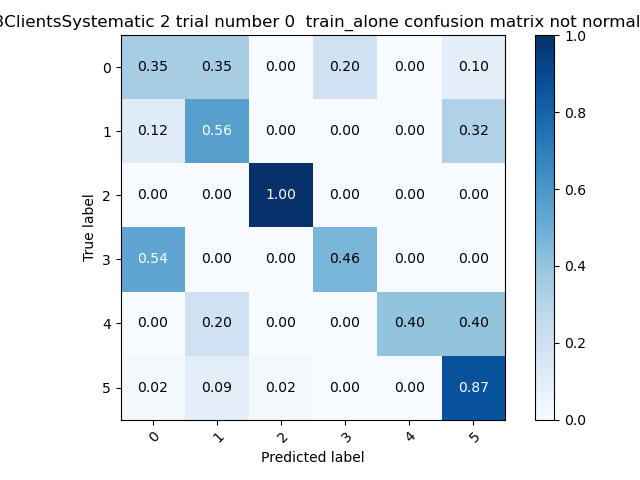 3ClientsSystematic 2 trial number 0 train_alone confusion matrix not normal
0 0.35 0.35 0.00 0.20 0.00 0.10
1 0.12 0.56 0.00 0.00 0.00 0.32
2 0.00 0.00 1.00 0.00 0.00 0.00
3 0.54 0.00 0.00 0.46 0.00 0.00
4 0.00 0.20 0.00 0.00 0.40 0.40
5 0.02 0.09 0.02 0.00 0.00 0.87
0 1 2 3 4 5
True label
Predicted label
1.0
0.8
0.6
0.4
0.2
0.0